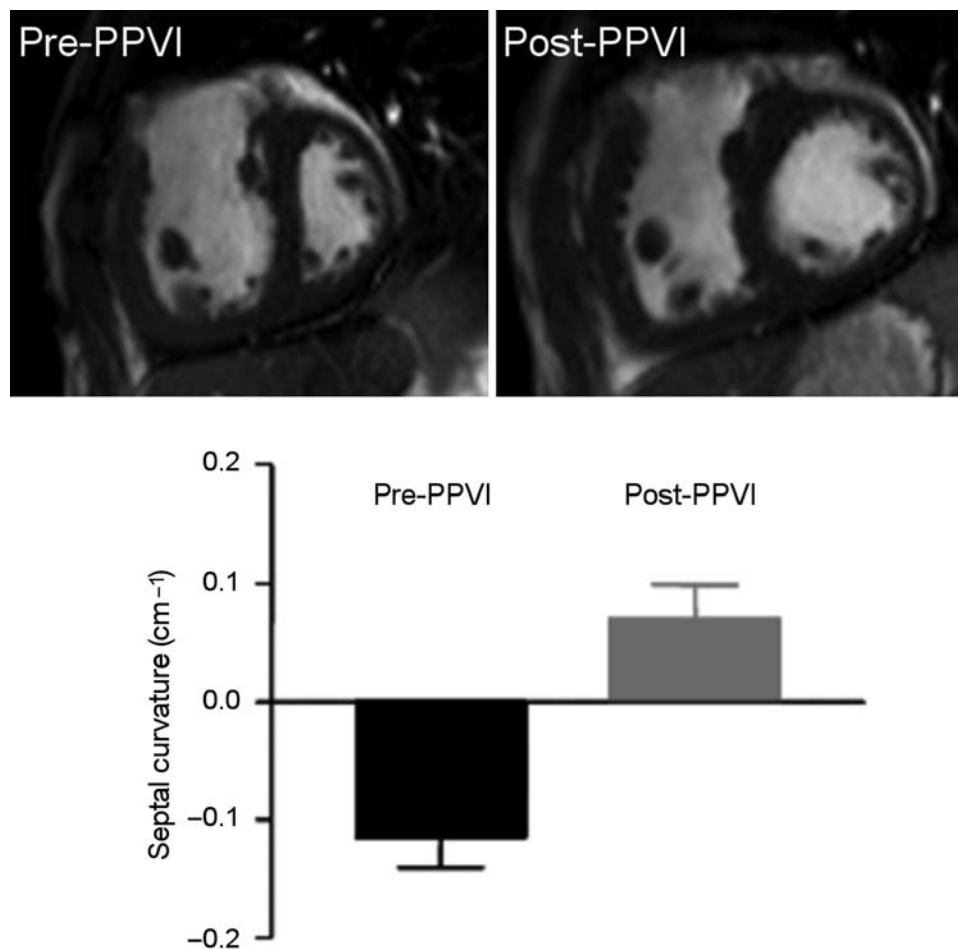 Pre-PPVI
Post-PPVI
0.2
Pre-PPVI
Post-PPVI
0.1
Septal curvature (cm⁻¹)
0.0
–0.1
–0.2